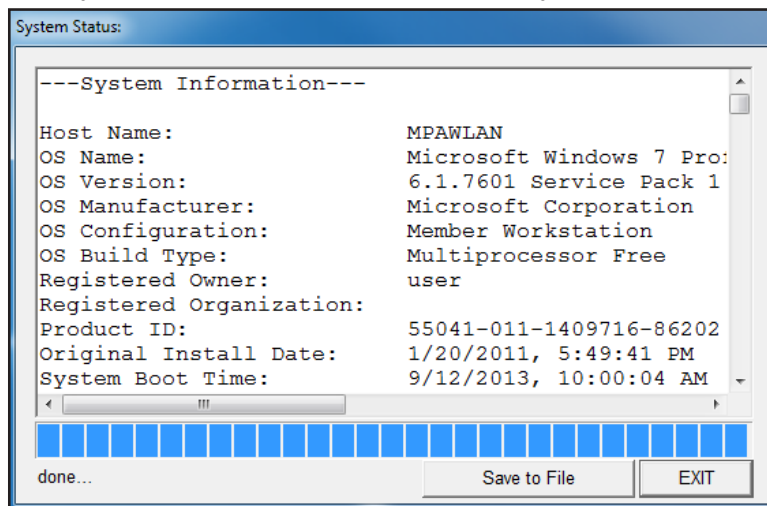 System Status:
---System Information---
Host Name: MPAWLAN
OS Name: Microsoft Windows 7
OS Version: 6.1.7601 Service Pack 1
OS Manufacturer: Microsoft Corporation
OS Configuration: Member Workstation
OS Build Type: Multiprocessor Free
Registered Owner: user
Registered Organization:
Product ID: 55041-011-1409716-86202
Original Install Date: 1/20/2011, 5:49:41 PM
System Boot Time: 9/12/2013, 10:00:04 AM
done...
Save to File
EXIT